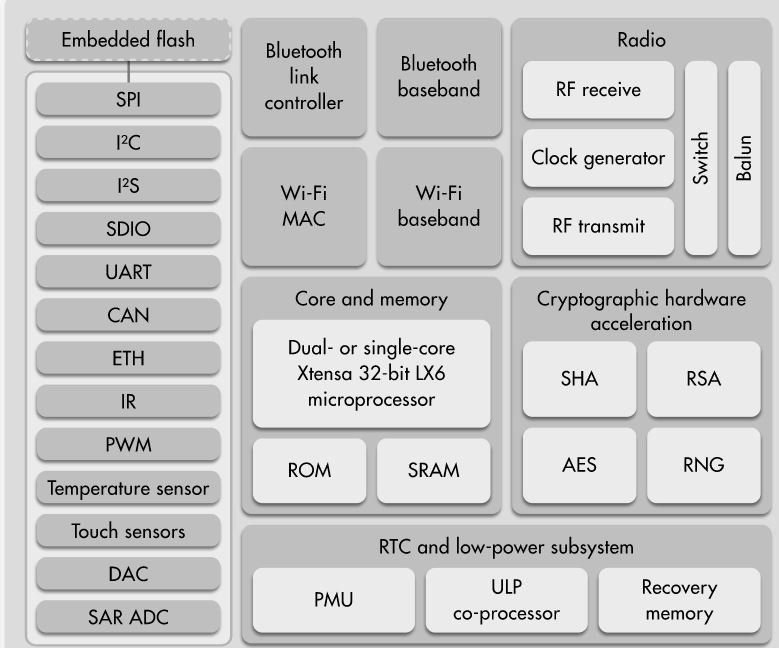 Embedded flash
SPI
I²C
I²S
SDIO
UART
CAN
ETH
IR
PWM
Temperature sensor
Touch sensors
DAC
SAR ADC
Bluetooth
link
controller
Bluetooth
baseband
Wi-Fi
MAC
Wi-Fi
baseband
Radio
RF receive
Clock generator
RF transmit
Switch
Balun
Core and memory
Dual- or single-core
Xtensa 32-bit LX6
microprocessor
ROM
SRAM
Cryptographic hardware
acceleration
SHA
RSA
AES
RNG
RTC and low-power subsystem
PMU
ULP
co-processor
Recovery
memory